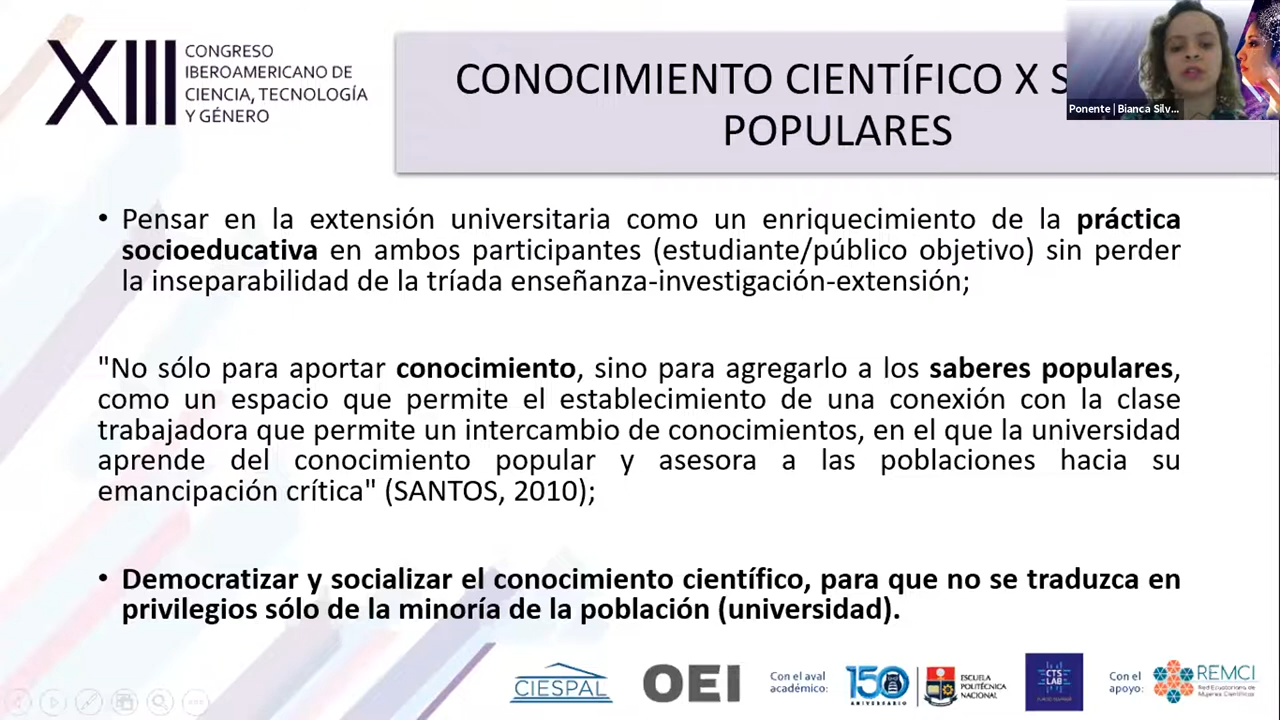 XIII
CONGRESO
IBEROAMERICANO DE
CIENCIA, TECNOLOGÍA
Y GÉNERO
CONOCIMIENTO CIENTÍFICO X
POPULARES
Ponente | Bianca Silv...
• Pensar en la extensión universitaria como un enriquecimiento de la práctica
socioeducativa en ambos participantes (estudiante/público objetivo) sin perder
la inseparabilidad de la tríada enseñanza-investigación-extensión;
"No sólo para aportar conocimiento, sino para agregarlo a los saberes populares,
como un espacio que permite el establecimiento de una conexión con la clase
trabajadora que permite un intercambio de conocimientos, en el que la universidad
aprende del conocimiento popular y asesora a las poblaciones hacia su
emancipación crítica" (SANTOS, 2010);
• Democratizar y socializar el conocimiento científico, para que no se traduzca en
privilegios sólo de la minoría de la población (universidad).
CIESPAL
OEI
Con el aval
académico:
150
ANIVERSARIO
ESCUELA
POLITÉCNICA
NACIONAL
CTS
LAB
Con el
apoyo:
REMCI
Red Ecuatoriana de
Mujeres Científicas